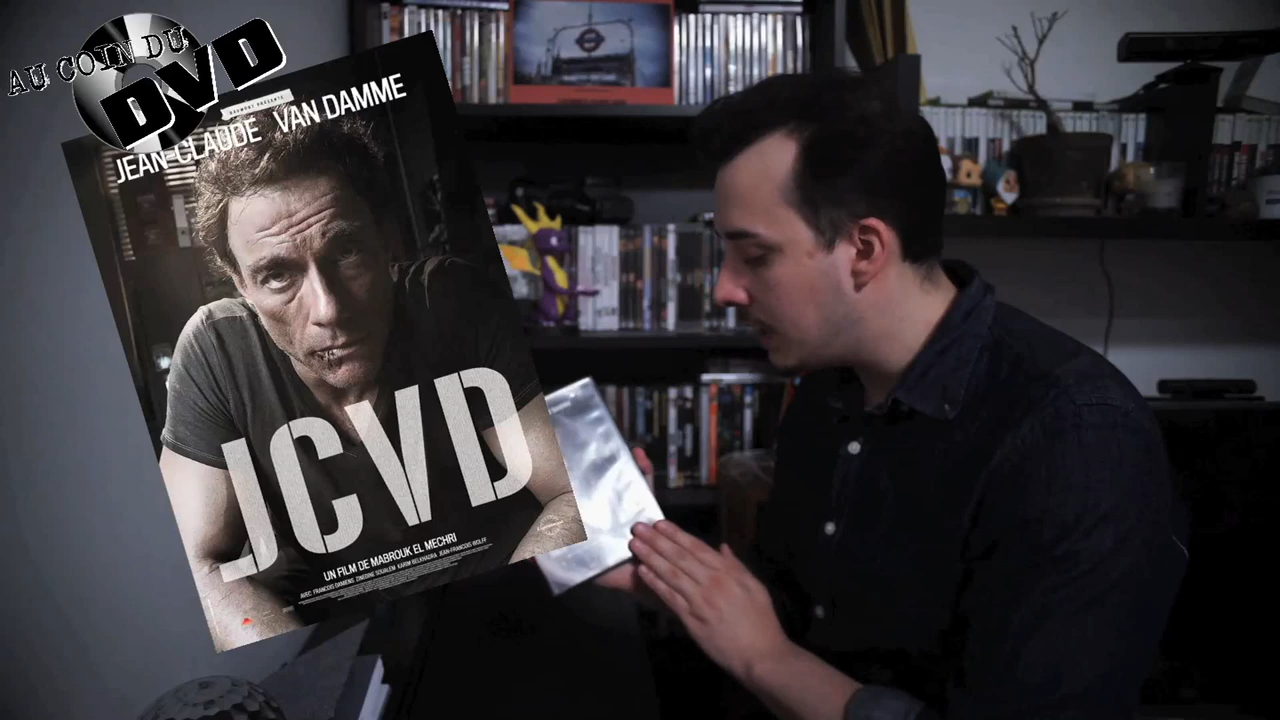 AU COIN DU
DVD
GAUMONT PRÉSENTE
JEAN-CLAUDE VAN DAMME
JCVD
UN FILM DE MABROUK EL MECHRI
AVEC FRANÇOIS DAMIENS ZINEDINE SOUALEM KARIM BELKHADRA JEAN-FRANÇOIS WOLFF